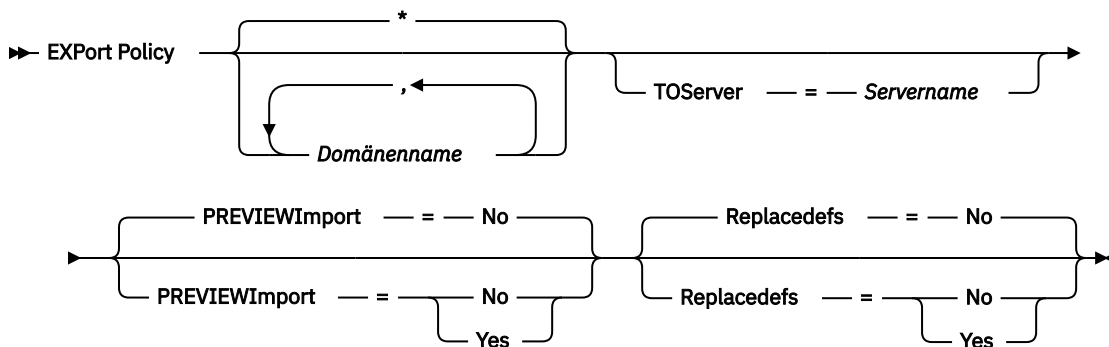 *
EXPort Policy
,
Domänenname
TOServer = Servername
PREVIEWImport = No
PREVIEWImport = No
Yes
Replacedefs = No
Replacedefs = No
Yes